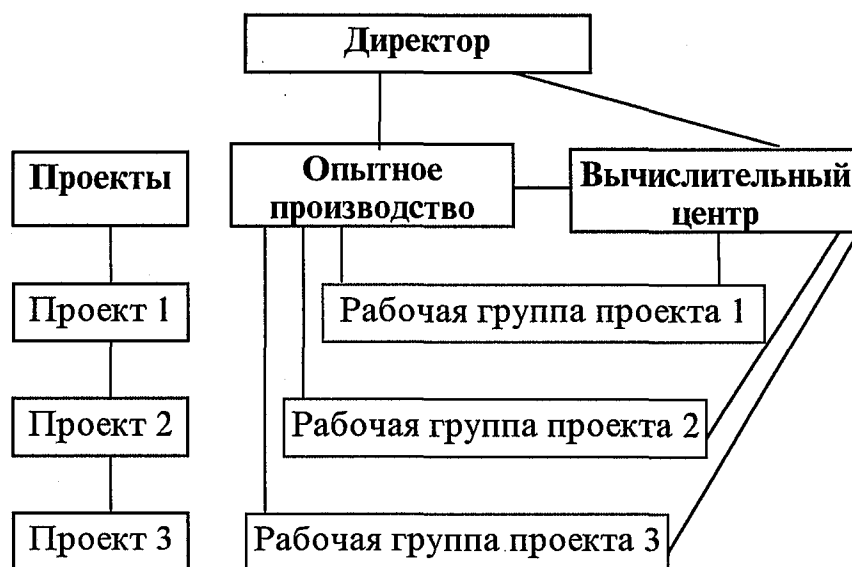 Директор
Проекты
Опытное
производство
Вычислительный
центр
Проект 1
Рабочая группа проекта 1
Проект 2
Рабочая группа проекта 2
Проект 3
Рабочая группа проекта 3